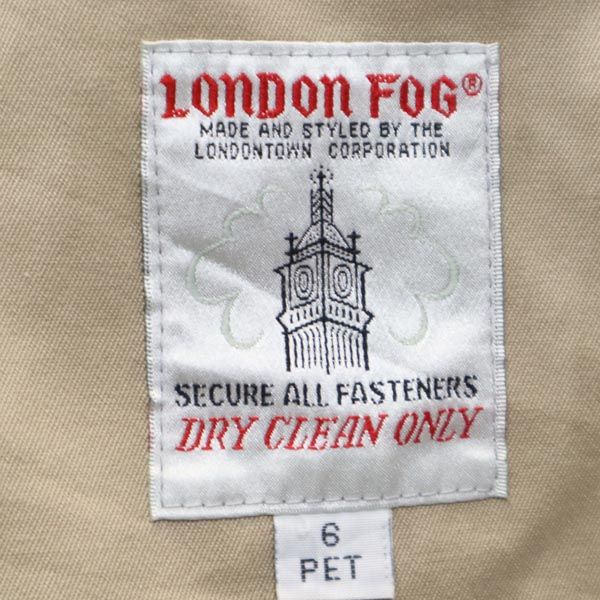 LONDON FOG®
MADE AND STYLED BY THE
LONDONTOWN CORPORATION
SECURE ALL FASTENERS
DRY CLEAN ONLY
6
PET